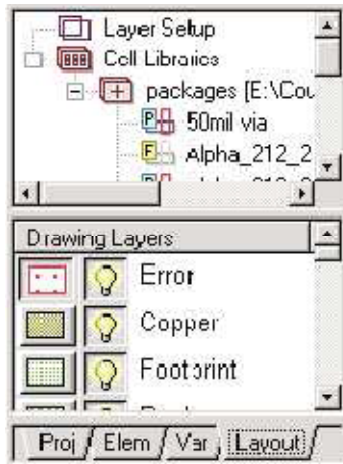 Layer Setup
Cell Libraries
packages [E:\Cou
50mil via
Alpha_212_2
Drawing Layers
Error
Copper
Footprint
Proj Elem Var Layout